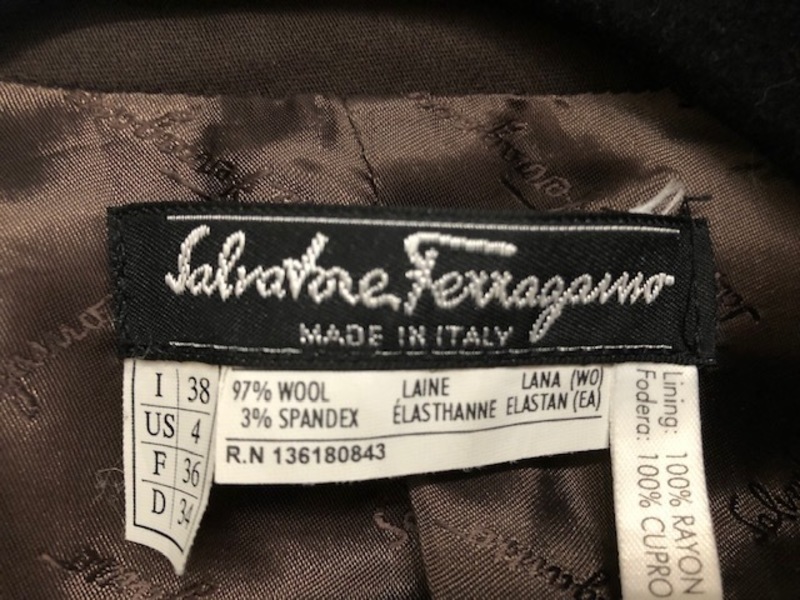 Salvatore Ferragamo
MADE IN ITALY
I 38
US 4
F 36
D 34
97% WOOL LAINE LANA (WO)
3% SPANDEX ÉLASTHANNE ELASTAN (EA)
R.N 136180843
Lining: 100% RAYON
Fodera: 100% CUPRO